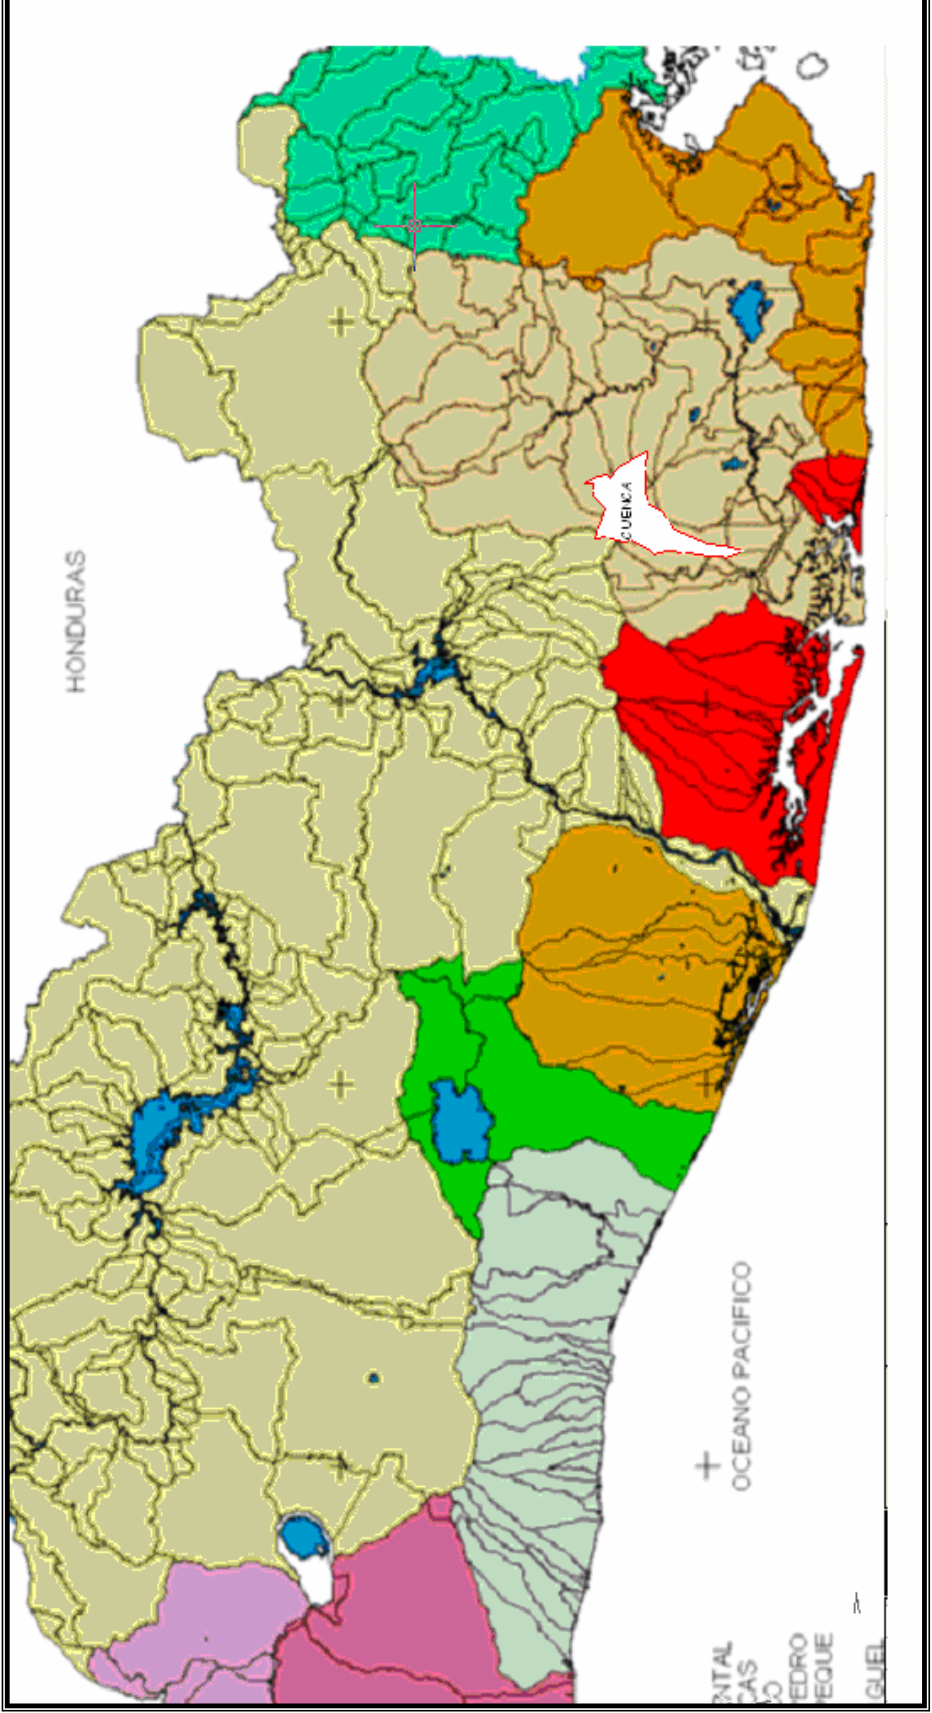 HONDURAS
CUENCA
OCEANO PACIFICO
NTAL
CAS
O
EDRO
EQUE
GUEL